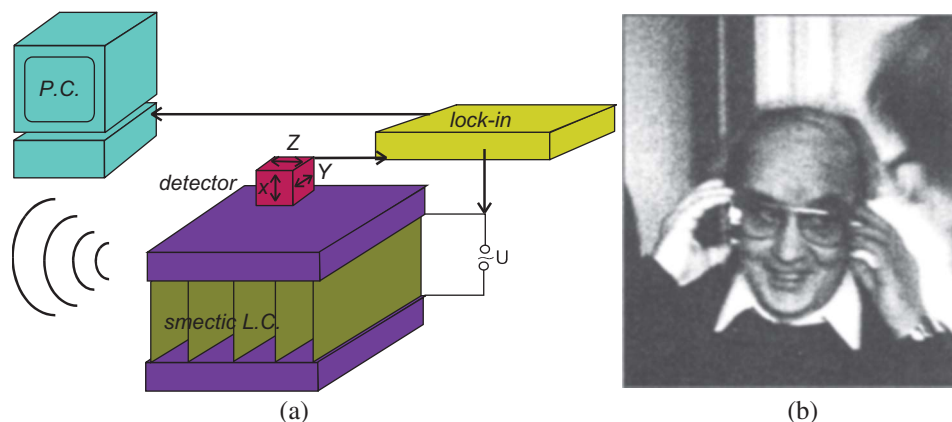 P.C.
lock-in
Z
Y
x
detector
U
smectic L.C.
(a)
(b)